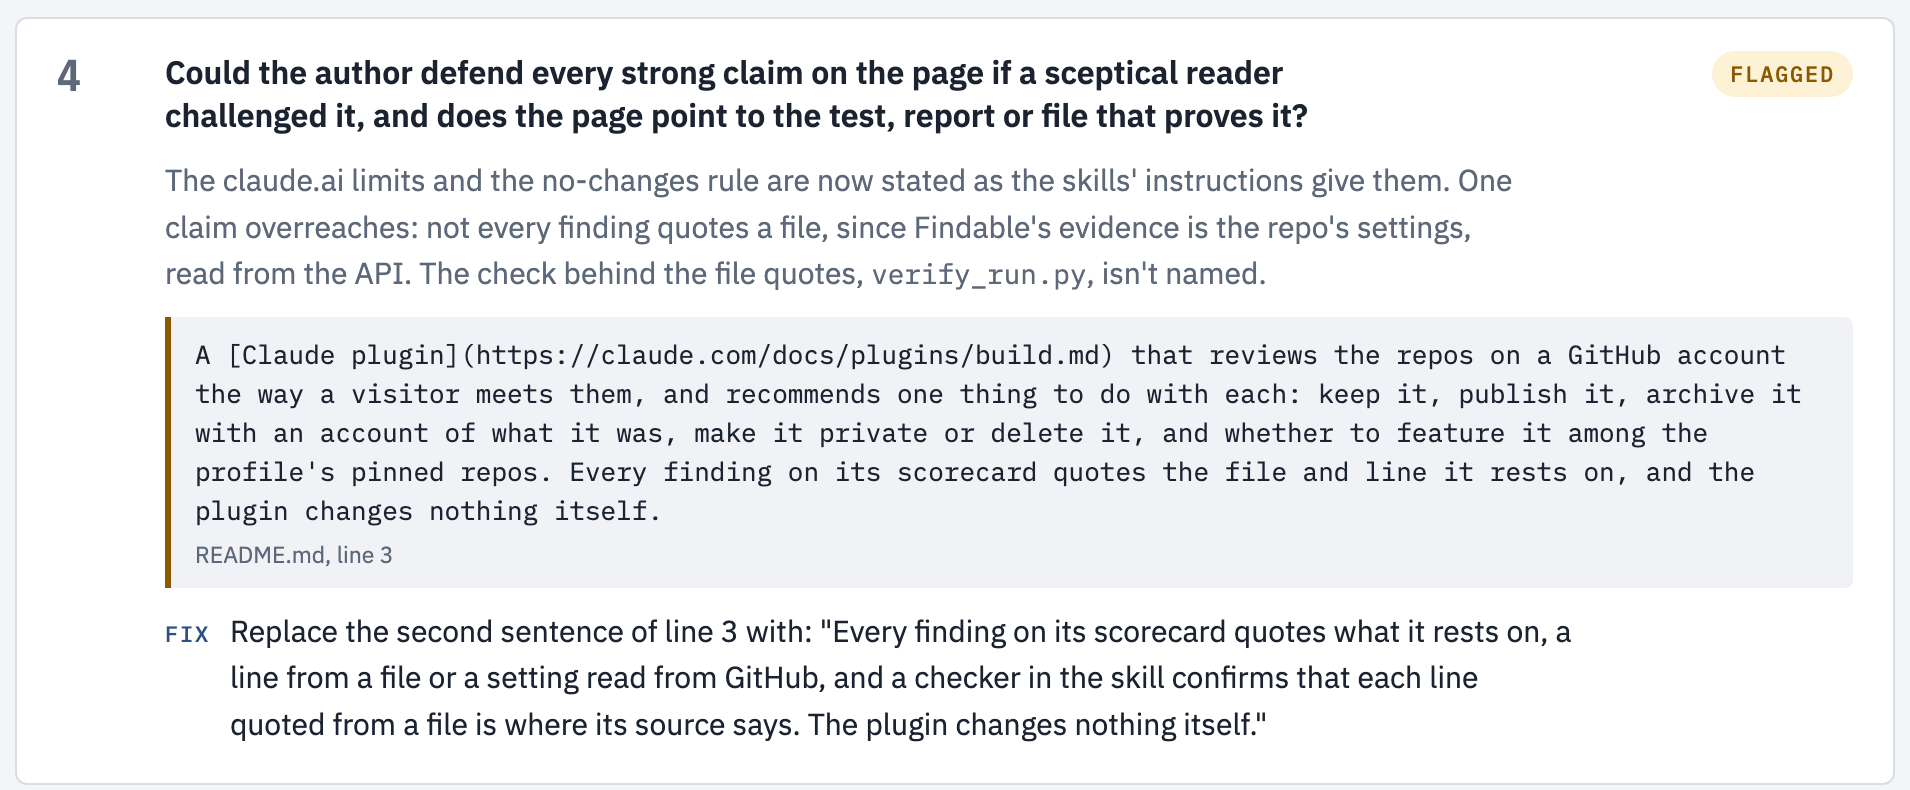 4
Could the author defend every strong claim on the page if a sceptical reader
challenged it, and does the page point to the test, report or file that proves it?
FLAGGED
The claude.ai limits and the no-changes rule are now stated as the skills' instructions give them. One
claim overreaches: not every finding quotes a file, since Findable's evidence is the repo's settings,
read from the API. The check behind the file quotes, verify_run.py, isn't named.
A [Claude plugin](https://claude.com/docs/plugins/build.md) that reviews the repos on a GitHub account
the way a visitor meets them, and recommends one thing to do with each: keep it, publish it, archive it
with an account of what it was, make it private or delete it, and whether to feature it among the
profile's pinned repos. Every finding on its scorecard quotes the file and line it rests on, and the
plugin changes nothing itself.
README.md, line 3
FIX Replace the second sentence of line 3 with: "Every finding on its scorecard quotes what it rests on, a
line from a file or a setting read from GitHub, and a checker in the skill confirms that each line
quoted from a file is where its source says. The plugin changes nothing itself."